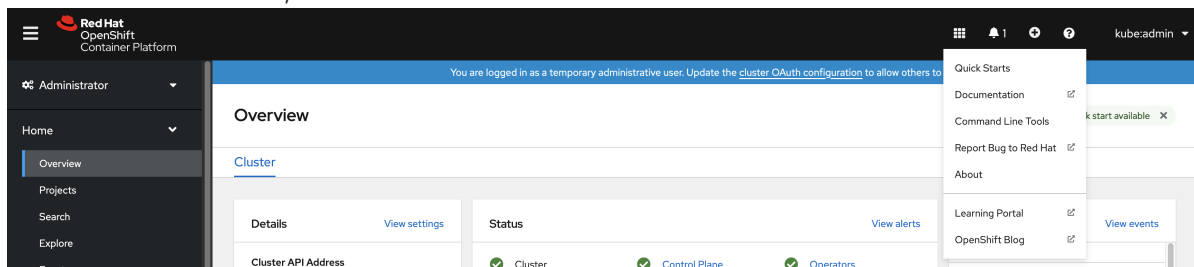 Red Hat
OpenShift
Container Platform
1
kube:admin
Administrator
You are logged in as a temporary administrative user. Update the cluster OAuth configuration to allow others to
Home
Overview
Projects
Search
Explore
Overview
k start available
Cluster
Details
View settings
Cluster API Address
Status
View alerts
Cluster
Control Plane
Operators
View events
Quick Starts
Documentation
Command Line Tools
Report Bug to Red Hat
About
Learning Portal
OpenShift Blog